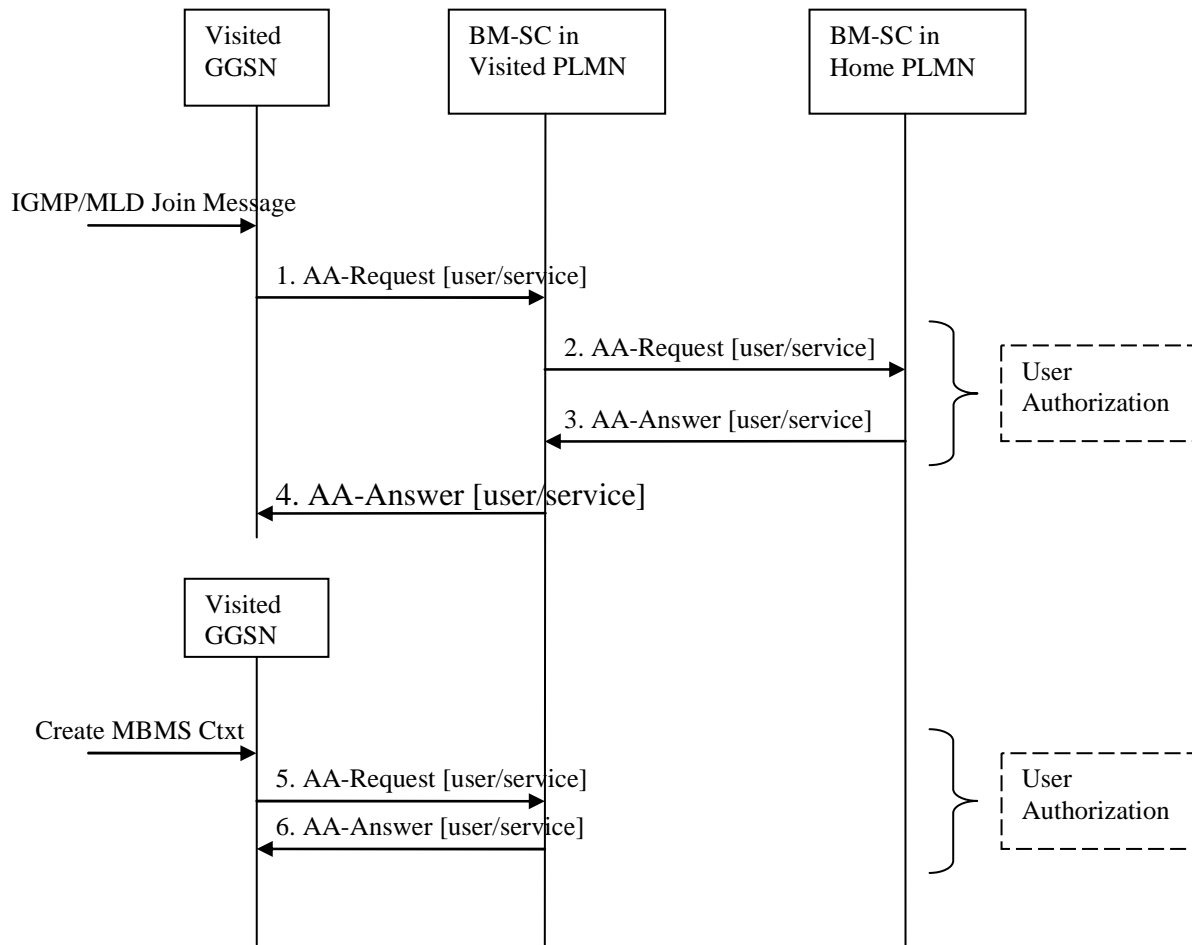 Visited
GGSN
BM-SC in
Visited PLMN
BM-SC in
Home PLMN
IGMP/MLD Join Message
1. AA-Request [user/service]
2. AA-Request [user/service]
User
Authorization
3. AA-Answer [user/service]
4. AA-Answer [user/service]
Visited
GGSN
Create MBMS Ctxt
5. AA-Request [user/service]
User
Authorization
6. AA-Answer [user/service]